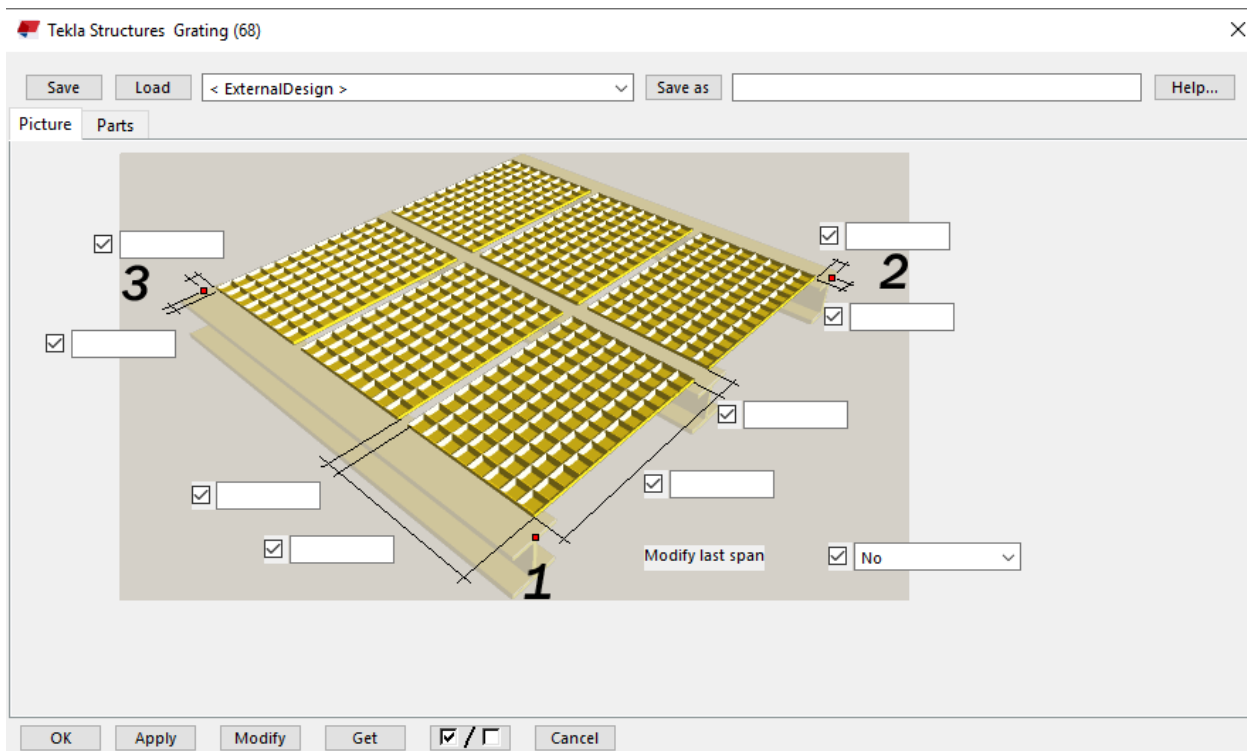 Tekla Structures Grating (68)
Save Load < ExternalDesign > Save as Help...
Picture Parts
3 2
Modify last span No
1
OK Apply Modify Get / Cancel